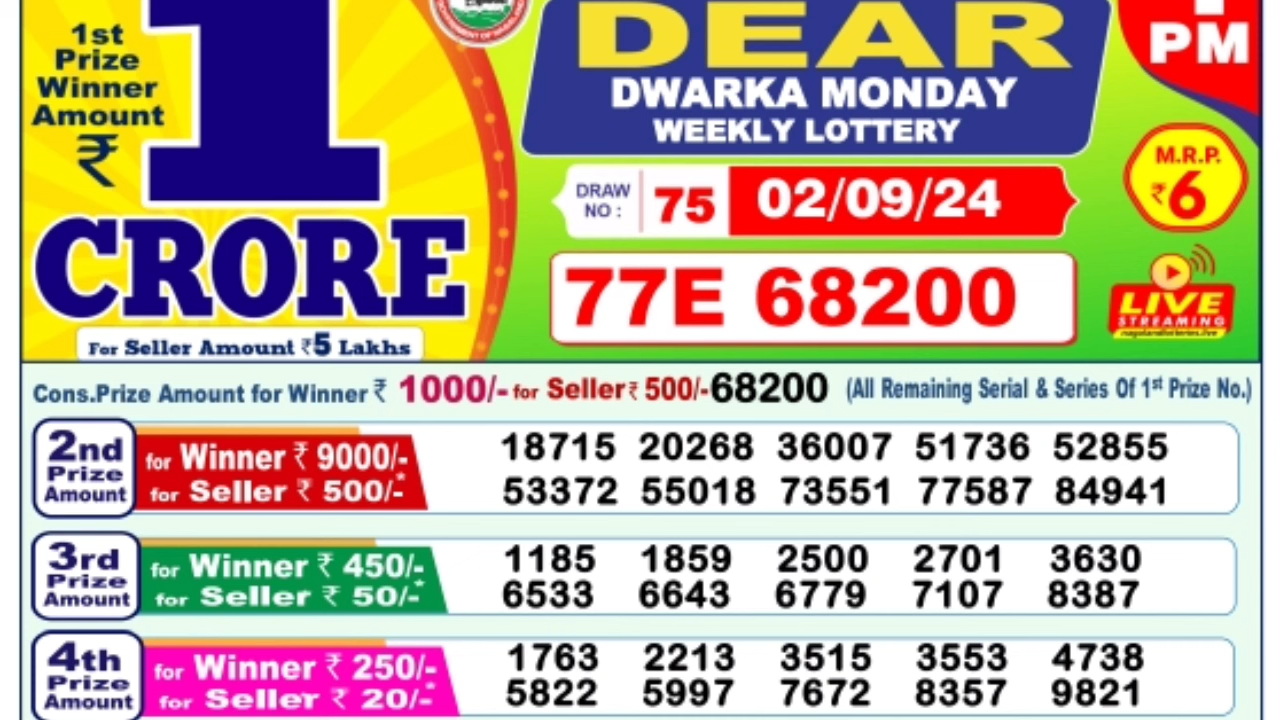 1st
Prize
Winner
Amount
₹
1
CRORE
For Seller Amount ₹5 Lakhs
DEAR
DWARKA MONDAY
WEEKLY LOTTERY
PM
DRAW NO : 75 02/09/24
M.R.P.
₹6
77E 68200
LIVE
STREAMING
nagalandlotteries.live
Cons.Prize Amount for Winner ₹ 1000/- for Seller ₹ 500/- 68200 (All Remaining Serial & Series Of 1st Prize No.)
2nd
Prize
Amount
for Winner ₹ 9000/-
for Seller ₹ 500/-*
18715 20268 36007 51736 52855
53372 55018 73551 77587 84941
3rd
Prize
Amount
for Winner ₹ 450/-
for Seller ₹ 50/-*
1185 1859 2500 2701 3630
6533 6643 6779 7107 8387
4th
Prize
Amount
for Winner ₹ 250/-
for Seller ₹ 20/-*
1763 2213 3515 3553 4738
5822 5997 7672 8357 9821